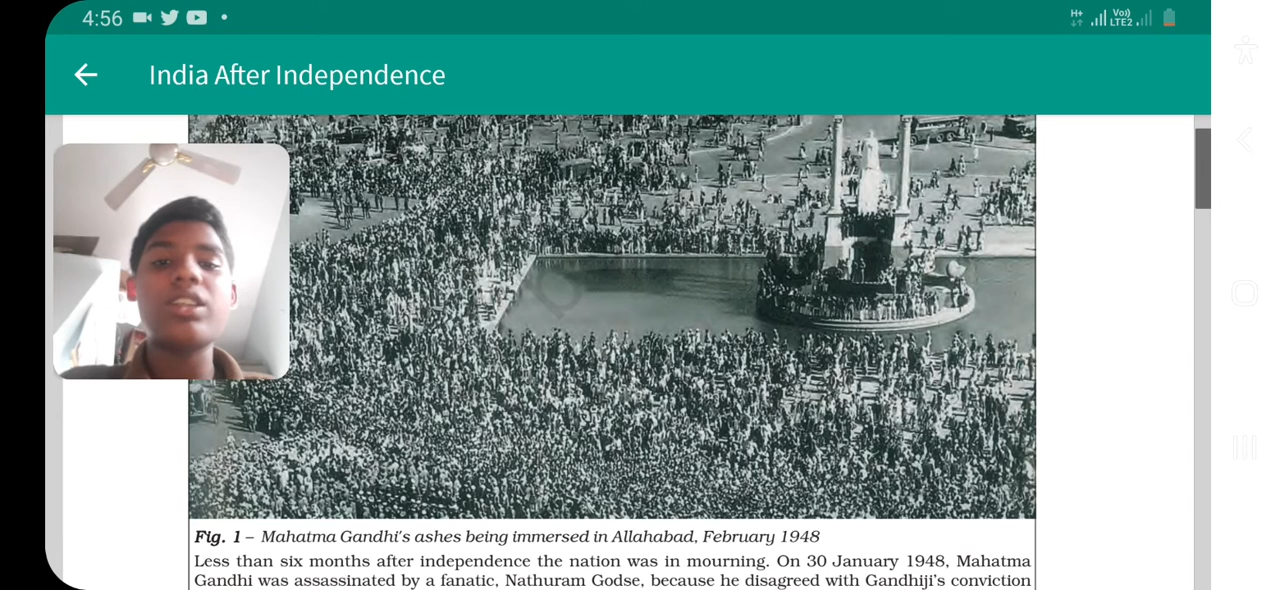 4:56
H+
Vo))
LTE2
India After Independence
Fig. 1 – Mahatma Gandhi's ashes being immersed in Allahabad, February 1948
Less than six months after independence the nation was in mourning. On 30 January 1948, Mahatma
Gandhi was assassinated by a fanatic, Nathuram Godse, because he disagreed with Gandhiji's conviction